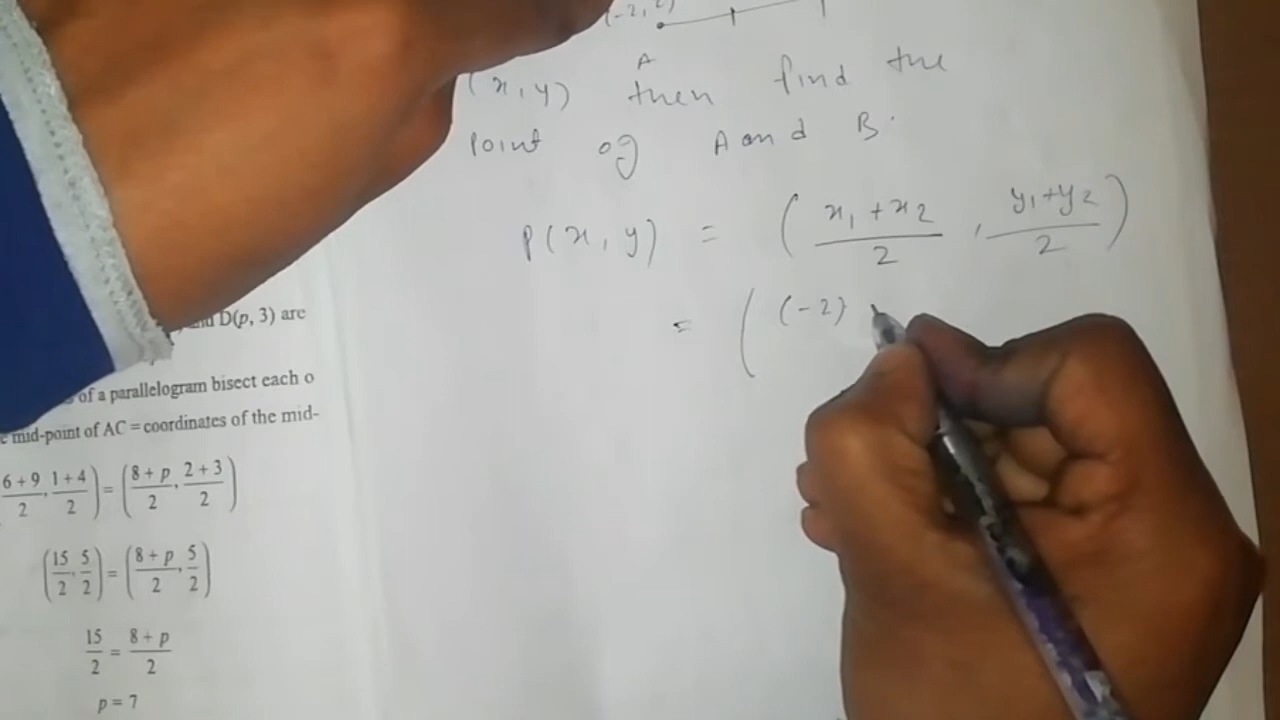 (-2, 2)
A
(x, y) then find the
point of A and B.
P(x, y) = ( x₁ + x₂ / 2 , y₁ + y₂ / 2 )
= ( (-2)
D(p, 3) are
of a parallelogram bisect each o
mid-point of AC = coordinates of the mid-
( 6 + 9 / 2 , 1 + 4 / 2 ) = ( 8 + p / 2 , 2 + 3 / 2 )
( 15 / 2 , 5 / 2 ) = ( 8 + p / 2 , 5 / 2 )
15 / 2 = 8 + p / 2
p = 7